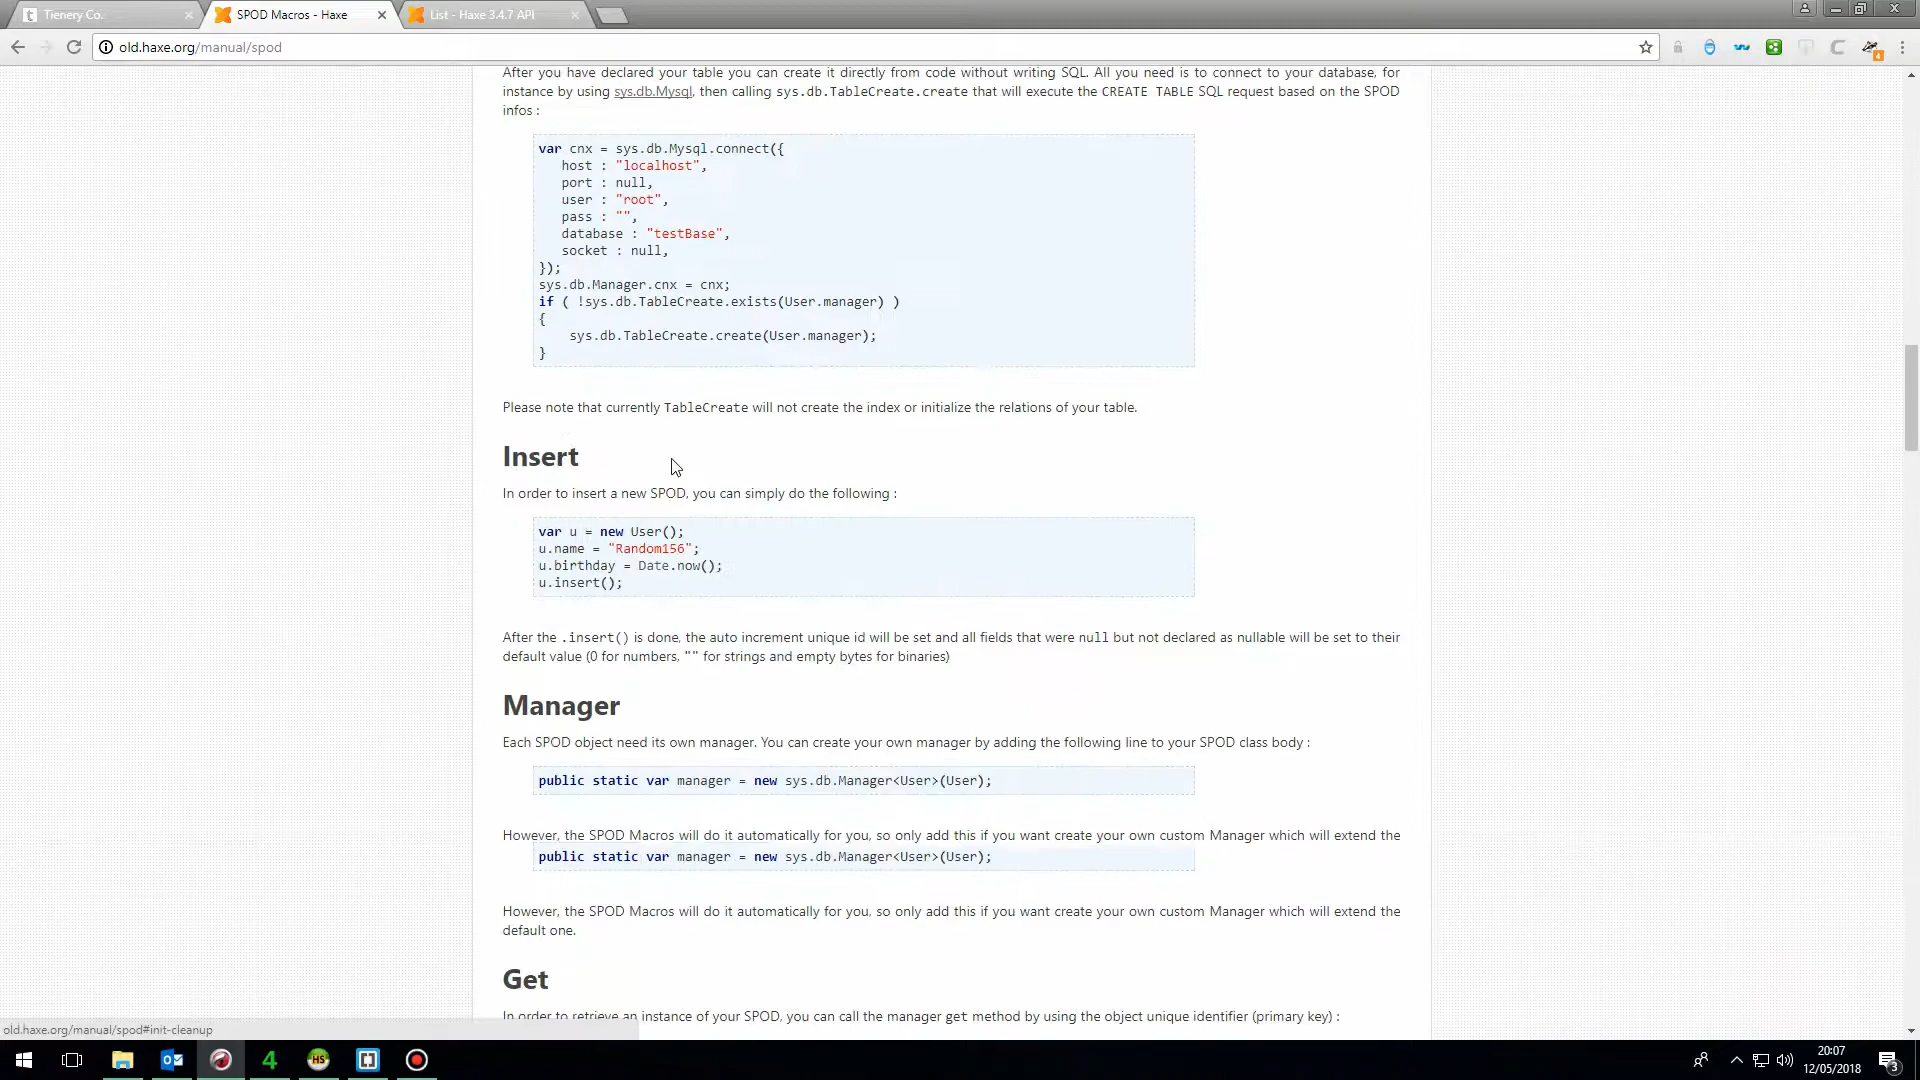 Tienery Co.
SPOD Macros - Haxe
List - Haxe 3.4.7 API
old.haxe.org/manual/spod
After you have declared your table you can create it directly from code without writing SQL. All you need is to connect to your database, for
instance by using sys.db.Mysql, then calling sys.db.TableCreate.create that will execute the CREATE TABLE SQL request based on the SPOD
infos :
var cnx = sys.db.Mysql.connect({
host : "localhost",
port : null,
user : "root",
pass : "",
database : "testBase",
socket : null,
});
sys.db.Manager.cnx = cnx;
if ( !sys.db.TableCreate.exists(User.manager) )
{
sys.db.TableCreate.create(User.manager);
}
Please note that currently TableCreate will not create the index or initialize the relations of your table.
Insert
In order to insert a new SPOD, you can simply do the following :
var u = new User();
u.name = "Random156";
u.birthday = Date.now();
u.insert();
After the .insert() is done, the auto increment unique id will be set and all fields that were null but not declared as nullable will be set to their
default value (0 for numbers, "" for strings and empty bytes for binaries)
Manager
Each SPOD object need its own manager. You can create your own manager by adding the following line to your SPOD class body :
public static var manager = new sys.db.Manager<User>(User);
However, the SPOD Macros will do it automatically for you, so only add this if you want create your own custom Manager which will extend the
public static var manager = new sys.db.Manager<User>(User);
However, the SPOD Macros will do it automatically for you, so only add this if you want create your own custom Manager which will extend the
default one.
Get
In order to retrieve an instance of your SPOD, you can call the manager get method by using the object unique identifier (primary key) :
old.haxe.org/manual/spod#init-cleanup
4
HS
20:07
12/05/2018
3